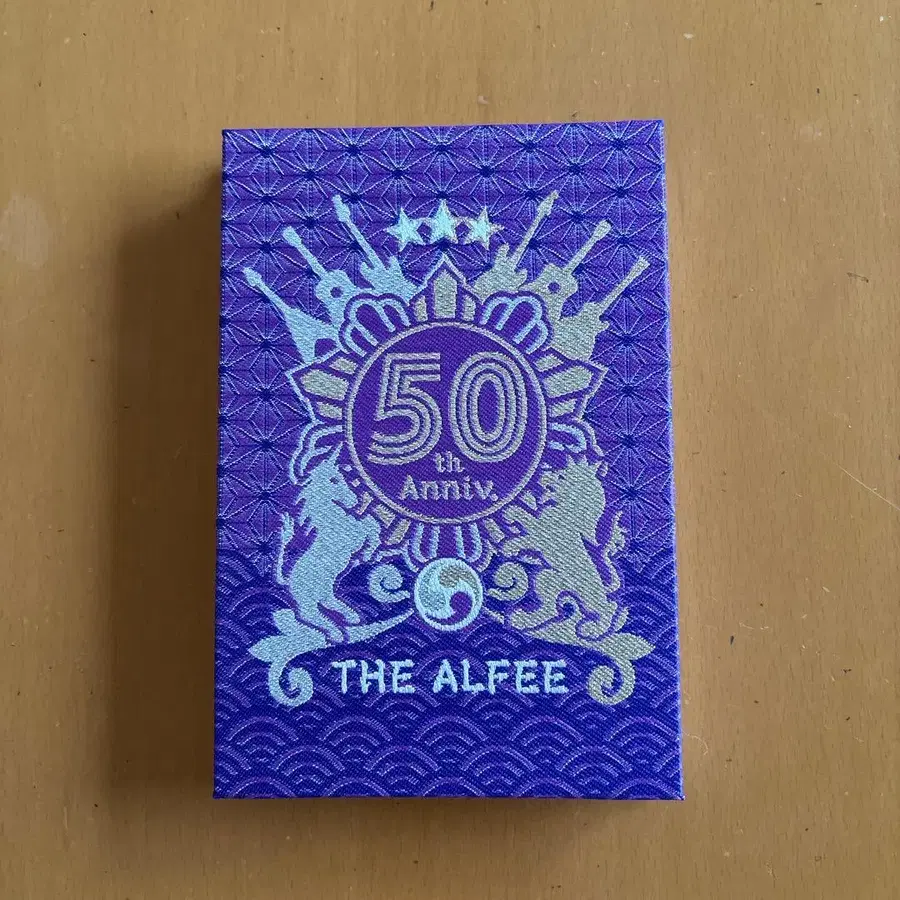 50
th
Anniv.
THE ALFEE